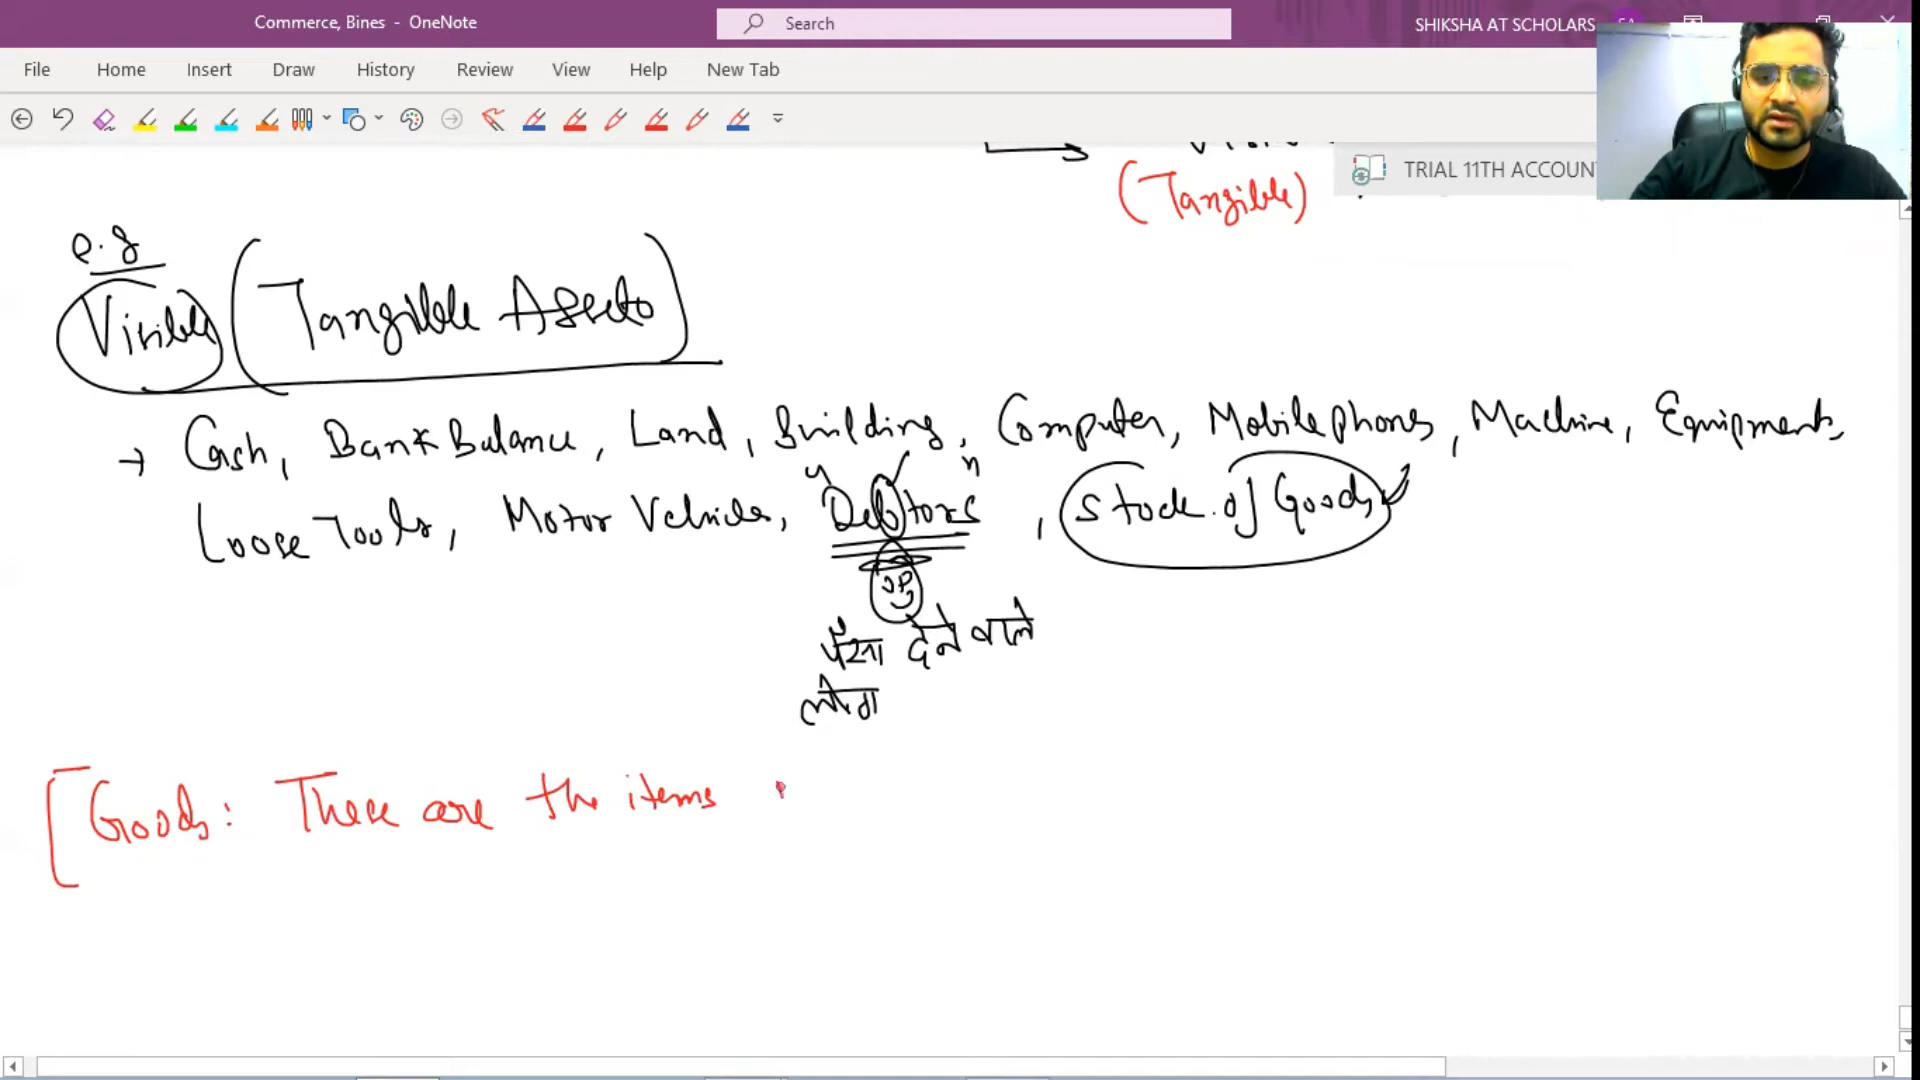 Commerce, Bines - OneNote
Search
SHIKSHA AT SCHOLARS
File Home Insert Draw History Review View Help New Tab
TRIAL 11TH ACCOUN
(Tangible)
e.g
Visible (Tangible Assets)
→ Cash, Bank Balance, Land, Building, Computer, Mobile phones, Machine, Equipments,
Loose Tools, Motor Vehicles, Debtors, Stock of Goods
पैसा देने वाले
लोग
Goods: These are the items